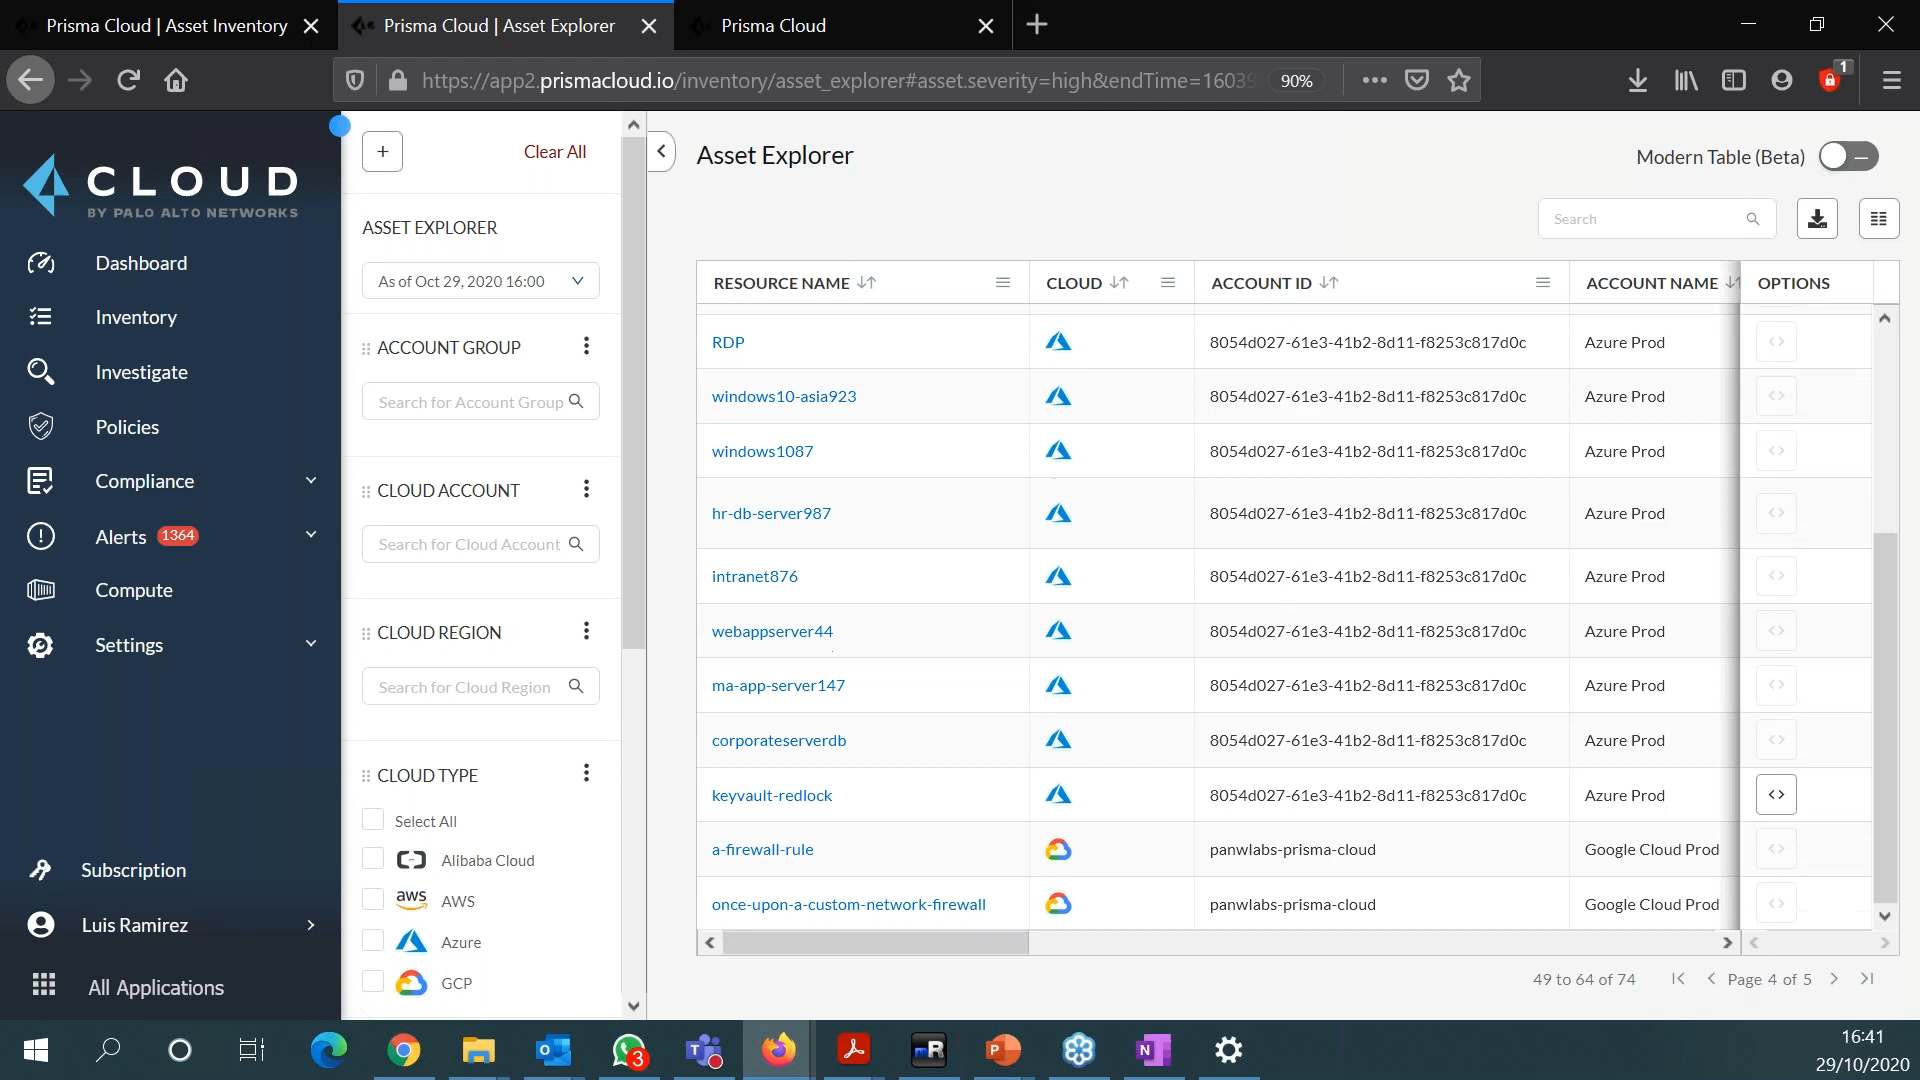 Prisma Cloud | Asset Inventory
Prisma Cloud | Asset Explorer
Prisma Cloud
https://app2.prismacloud.io/inventory/asset_explorer#asset.severity=high&endTime=16039
90%
1
CLOUD
BY PALO ALTO NETWORKS
Dashboard
Inventory
Investigate
Policies
Compliance
Alerts 1364
Compute
Settings
Subscription
Luis Ramirez
All Applications
+ Clear All
ASSET EXPLORER
As of Oct 29, 2020 16:00
ACCOUNT GROUP
Search for Account Group
CLOUD ACCOUNT
Search for Cloud Account
CLOUD REGION
Search for Cloud Region
CLOUD TYPE
Select All
Alibaba Cloud
aws AWS
Azure
GCP
Asset Explorer
Modern Table (Beta)
Search
RESOURCE NAME CLOUD ACCOUNT ID ACCOUNT NAME OPTIONS
RDP 8054d027-61e3-41b2-8d11-f8253c817d0c Azure Prod
windows10-asia923 8054d027-61e3-41b2-8d11-f8253c817d0c Azure Prod
windows1087 8054d027-61e3-41b2-8d11-f8253c817d0c Azure Prod
hr-db-server987 8054d027-61e3-41b2-8d11-f8253c817d0c Azure Prod
intranet876 8054d027-61e3-41b2-8d11-f8253c817d0c Azure Prod
webappserver44 8054d027-61e3-41b2-8d11-f8253c817d0c Azure Prod
ma-app-server147 8054d027-61e3-41b2-8d11-f8253c817d0c Azure Prod
corporateserverdb 8054d027-61e3-41b2-8d11-f8253c817d0c Azure Prod
keyvault-redlock 8054d027-61e3-41b2-8d11-f8253c817d0c Azure Prod
a-firewall-rule panwlabs-prisma-cloud Google Cloud Prod
once-upon-a-custom-network-firewall panwlabs-prisma-cloud Google Cloud Prod
49 to 64 of 74 Page 4 of 5
3
mR
16:41
29/10/2020